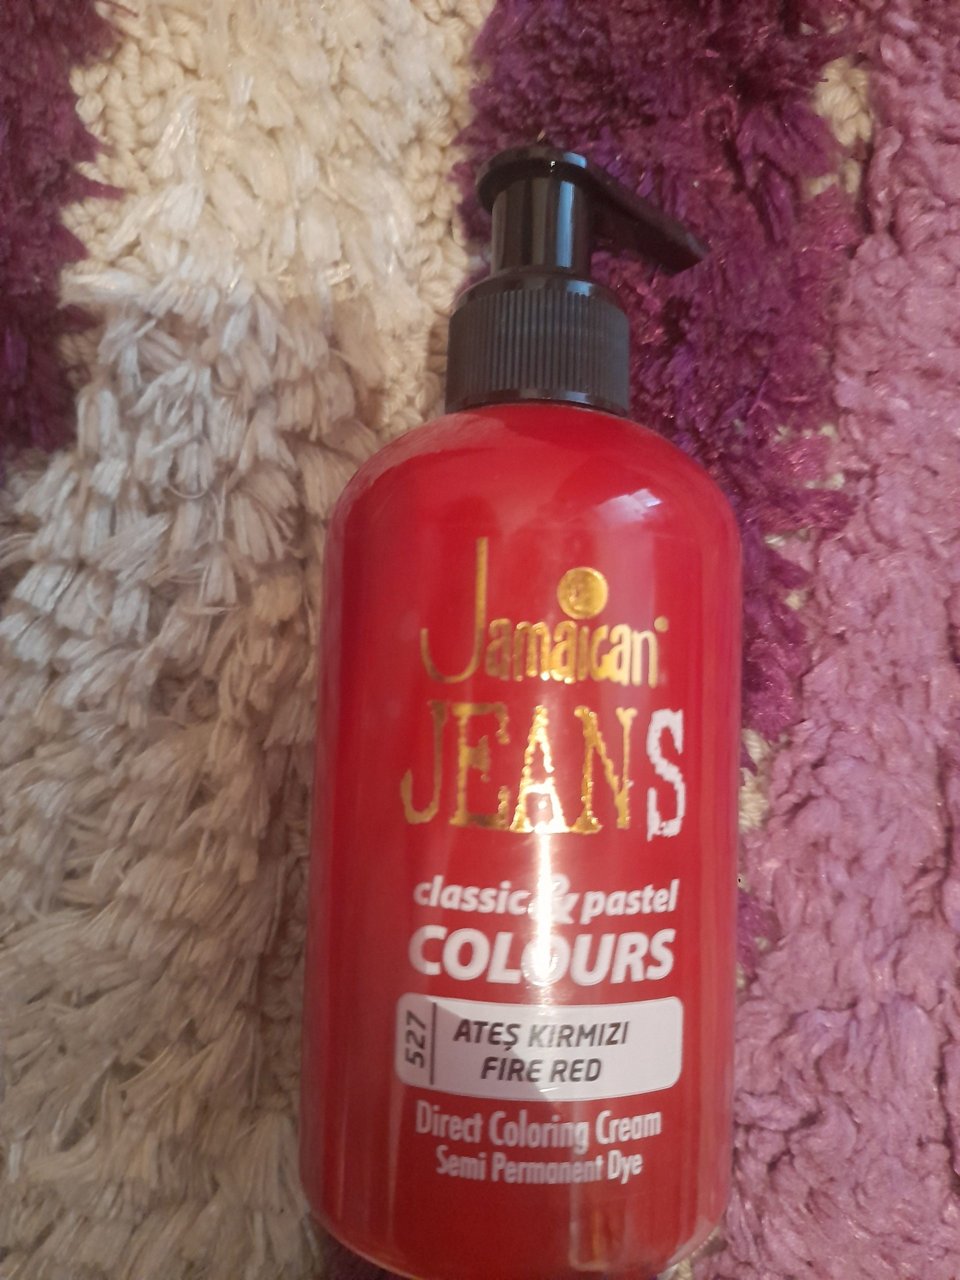 Jamaican
JEANS
classic & pastel
COLOURS
527
ATEŞ KIRMIZI
FIRE RED
Direct Coloring Cream
Semi Permanent Dye